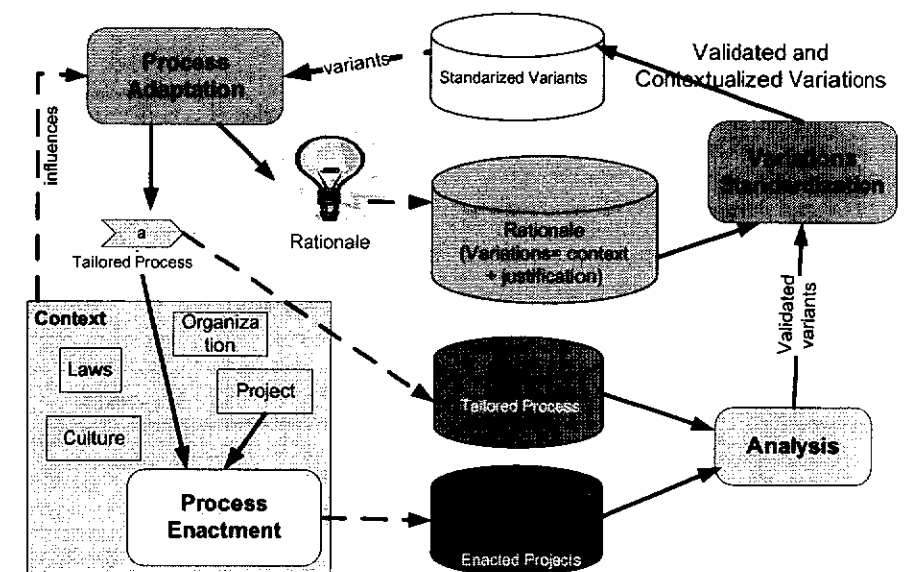 Process
Adaptation
variants
Standarized Variants
Validated and
Contextualized Variations
influences
Variations
Standardization
Rationale
Rationale
(Variations= context
+ justification)
a
Tailored Process
Context
Organiza
tion
Laws
Project
Culture
Validated
variants
Tailored Process
Analysis
Process
Enactment
Enacted Projects